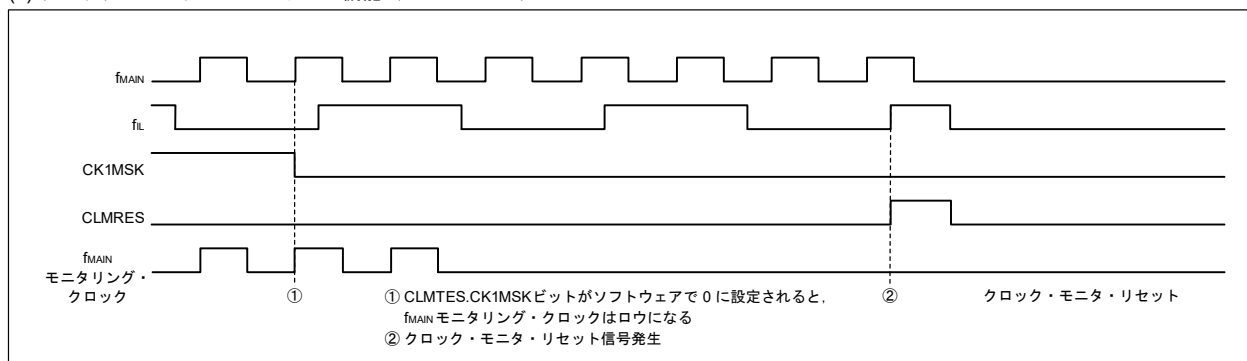 fMAIN
fIL
CK1MSK
CLMRES
fMAIN
モニタリング・
クロック
①
① CLMTES.CK1MSKビットがソフトウェアで 0 に設定されると,
fMAIN モニタリング・クロックはロウになる
② クロック・モニタ・リセット信号発生
②
クロック・モニタ・リセット